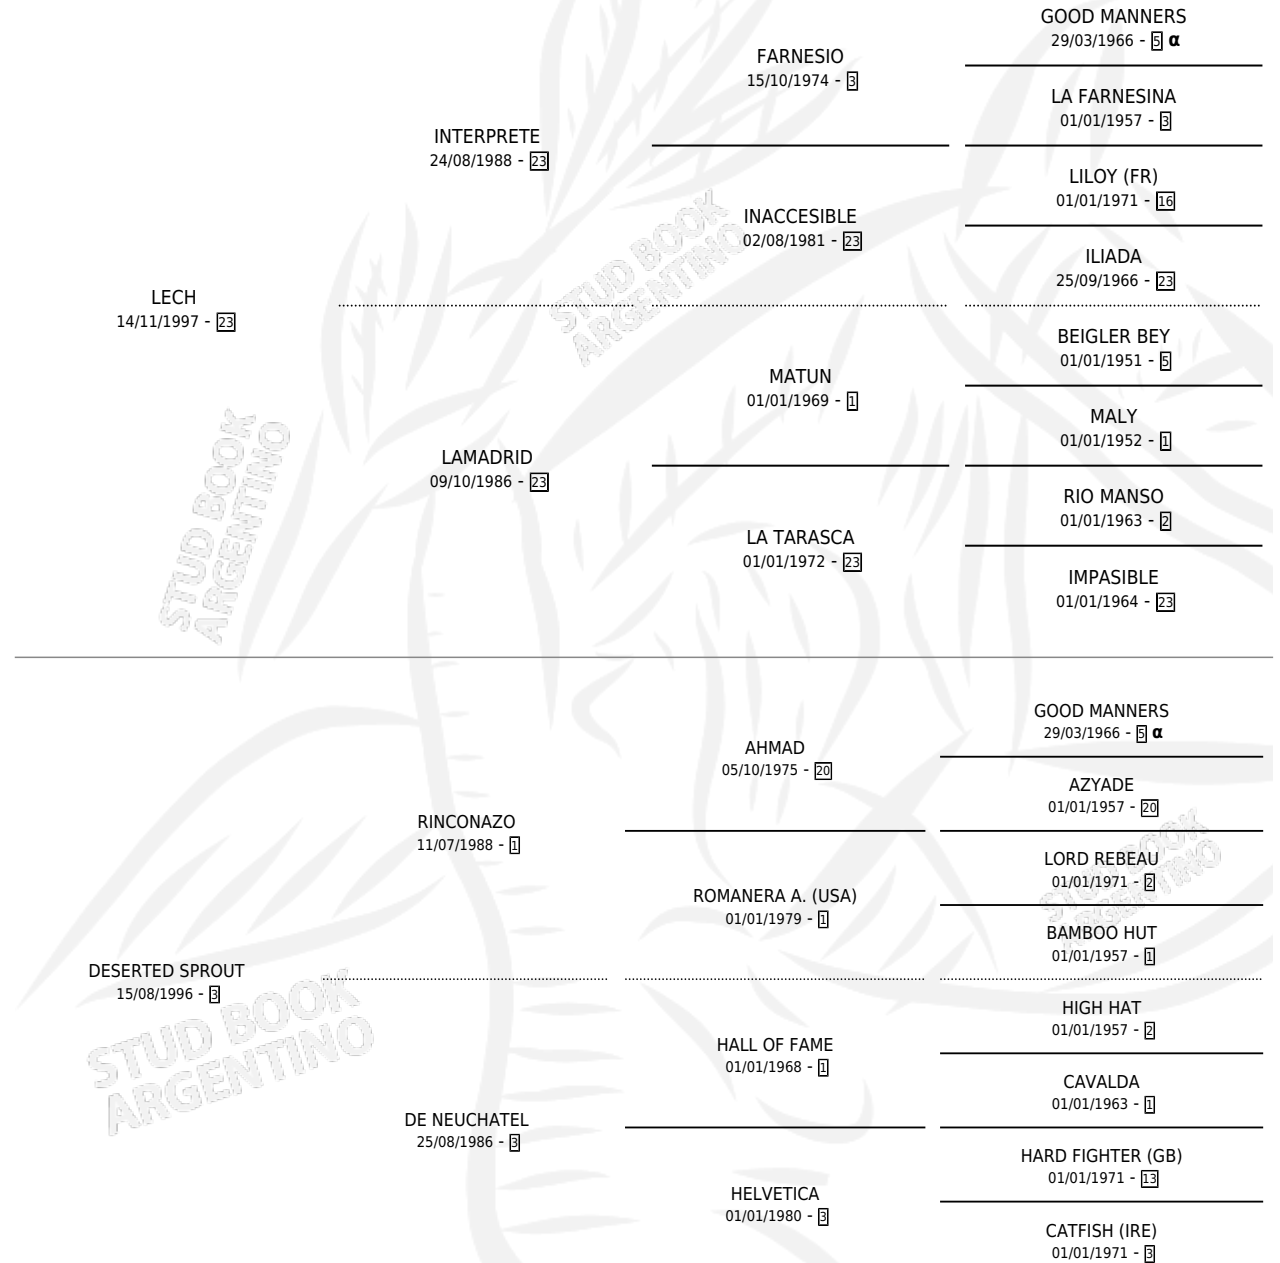 GOOD MANNERS
29/03/1966 - 5 α
FARNESIO
15/10/1974 - 3
LA FARNESINA
01/01/1957 - 3
INTERPRETE
24/08/1988 - 23
LILOY (FR)
01/01/1971 - 16
INACCESIBLE
02/08/1981 - 23
ILIADA
25/09/1966 - 23
LECH
14/11/1997 - 23
BEIGLER BEY
01/01/1951 - 5
MATUN
01/01/1969 - 1
MALY
01/01/1952 - 1
LAMADRID
09/10/1986 - 23
RIO MANSO
01/01/1963 - 2
LA TARASCA
01/01/1972 - 23
IMPASIBLE
01/01/1964 - 23
STUD BOOK
ARGENTINO
STUD BOOK
ARGENTINO
GOOD MANNERS
29/03/1966 - 5 α
AHMAD
05/10/1975 - 20
AZYADE
01/01/1957 - 20
RINCONAZO
11/07/1988 - 1
LORD REBEAU
01/01/1971 - 2
ROMANERA A. (USA)
01/01/1979 - 1
BAMBOO HUT
01/01/1957 - 1
DESERTED SPROUT
15/08/1996 - 3
HIGH HAT
01/01/1957 - 2
HALL OF FAME
01/01/1968 - 1
CAVALDA
01/01/1963 - 1
DE NEUCHATEL
25/08/1986 - 3
HARD FIGHTER (GB)
01/01/1971 - 13
HELVETICA
01/01/1980 - 3
CATFISH (IRE)
01/01/1971 - 3
STUD BOOK
ARGENTINO
STUD BOOK
ARGENTINO